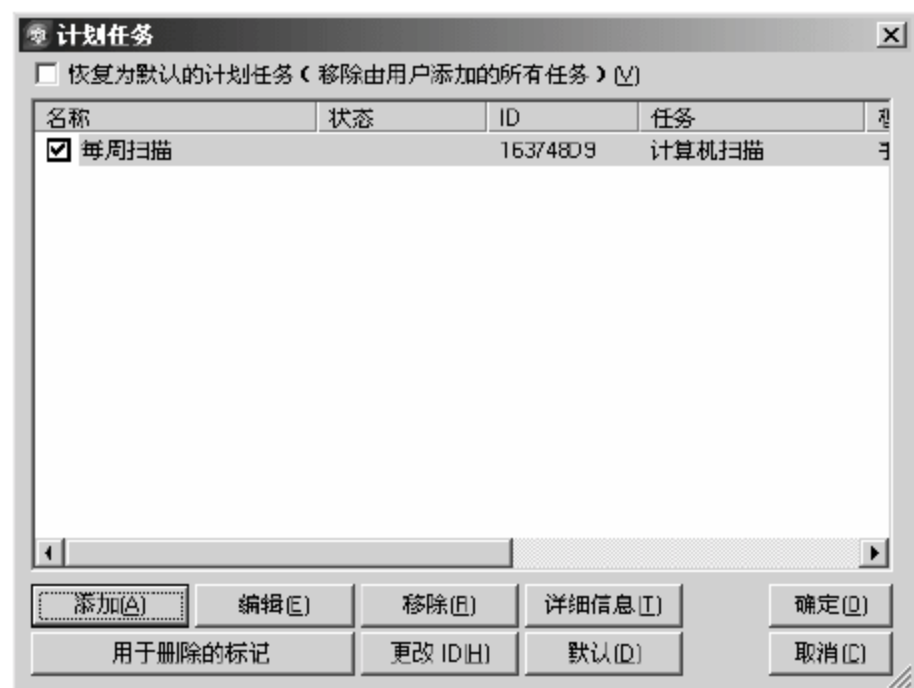 计划任务
恢复为默认的计划任务(移除由用户添加的所有任务)(V)
名称 状态 ID 任务
每周扫描 163748D9 计算机扫描
添加(A) 编辑(E) 移除(R) 详细信息(T) 确定(O)
用于删除的标记 更改 ID(H) 默认(D) 取消(C)